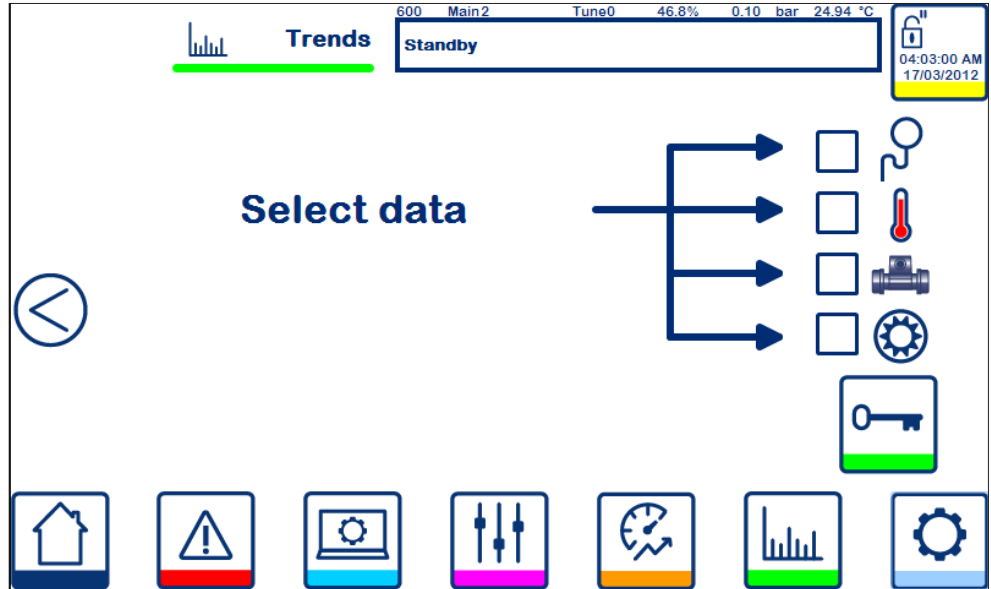 600 Main2 Tune0 46.8% 0.10 bar 24.94 °C
Trends
Standby
04:03:00 AM
17/03/2012
Select data